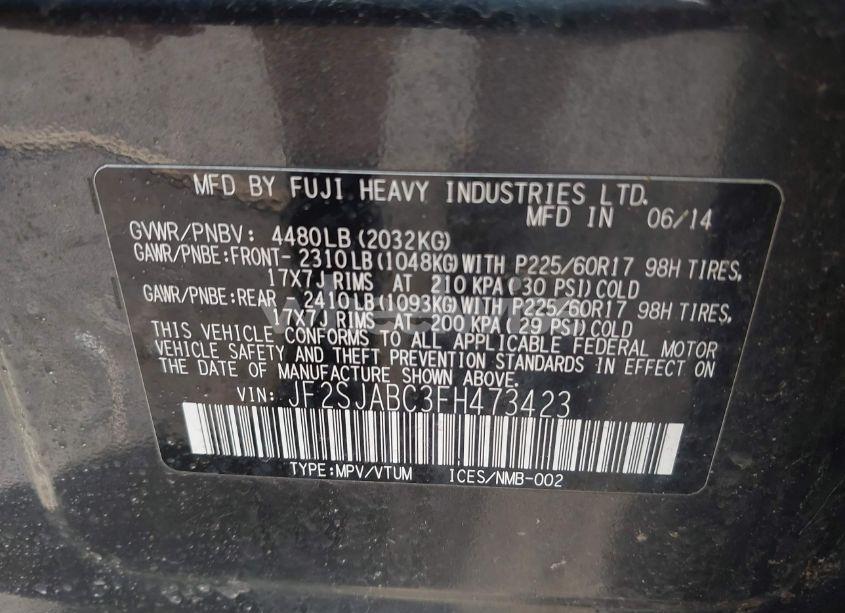 MFD BY FUJI HEAVY INDUSTRIES LTD.
MFD IN 06/14
GVWR/PNBV: 4480LB(2032KG)
GAWR/PNBE:FRONT- 2310LB(1048KG)WITH P225/60R17 98H TIRES,
17X7J RIMS AT 210 KPA(30 PSI)COLD
GAWR/PNBE:REAR - 2410LB(1093KG)WITH P225/60R17 98H TIRES,
17X7J RIMS AT 200 KPA(29 PSI)COLD
THIS VEHICLE CONFORMS TO ALL APPLICABLE FEDERAL MOTOR
VEHICLE SAFETY AND THEFT PREVENTION STANDARDS IN EFFECT ON
THE DATE OF MANUFACTURE SHOWN ABOVE.
VIN: JF2SJABC3FH473423
TYPE:MPV/VTUM ICES/NMB-002